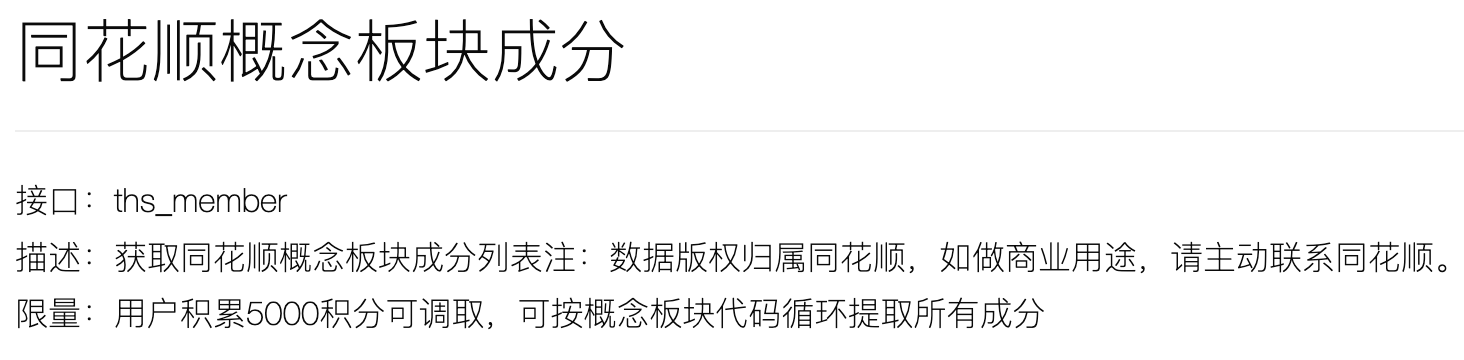 同花顺概念板块成分
接口：ths_member
描述：获取同花顺概念板块成分列表注：数据版权归属同花顺，如做商业用途，请主动联系同花顺。
限量：用户积累5000积分可调取，可按概念板块代码循环提取所有成分